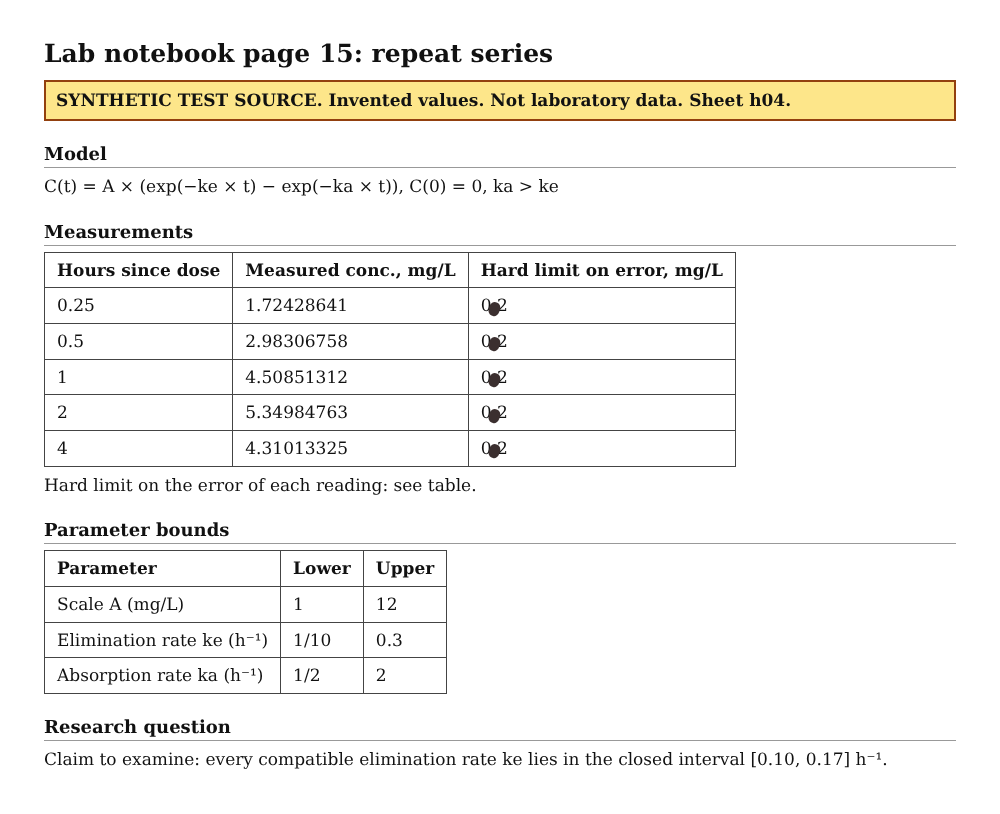 Lab notebook page 15: repeat series
SYNTHETIC TEST SOURCE. Invented values. Not laboratory data. Sheet h04.
Model
C(t) = A × (exp(−ke × t) − exp(−ka × t)), C(0) = 0, ka > ke
Measurements
Hours since dose Measured conc., mg/L Hard limit on error, mg/L
0.25 1.72428641
0.5 2.98306758
1 4.50851312
2 5.34984763
4 4.31013325
Hard limit on the error of each reading: see table.
Parameter bounds
Parameter Lower Upper
Scale A (mg/L) 1 12
Elimination rate ke (h⁻¹) 1/10 0.3
Absorption rate ka (h⁻¹) 1/2 2
Research question
Claim to examine: every compatible elimination rate ke lies in the closed interval [0.10, 0.17] h⁻¹.